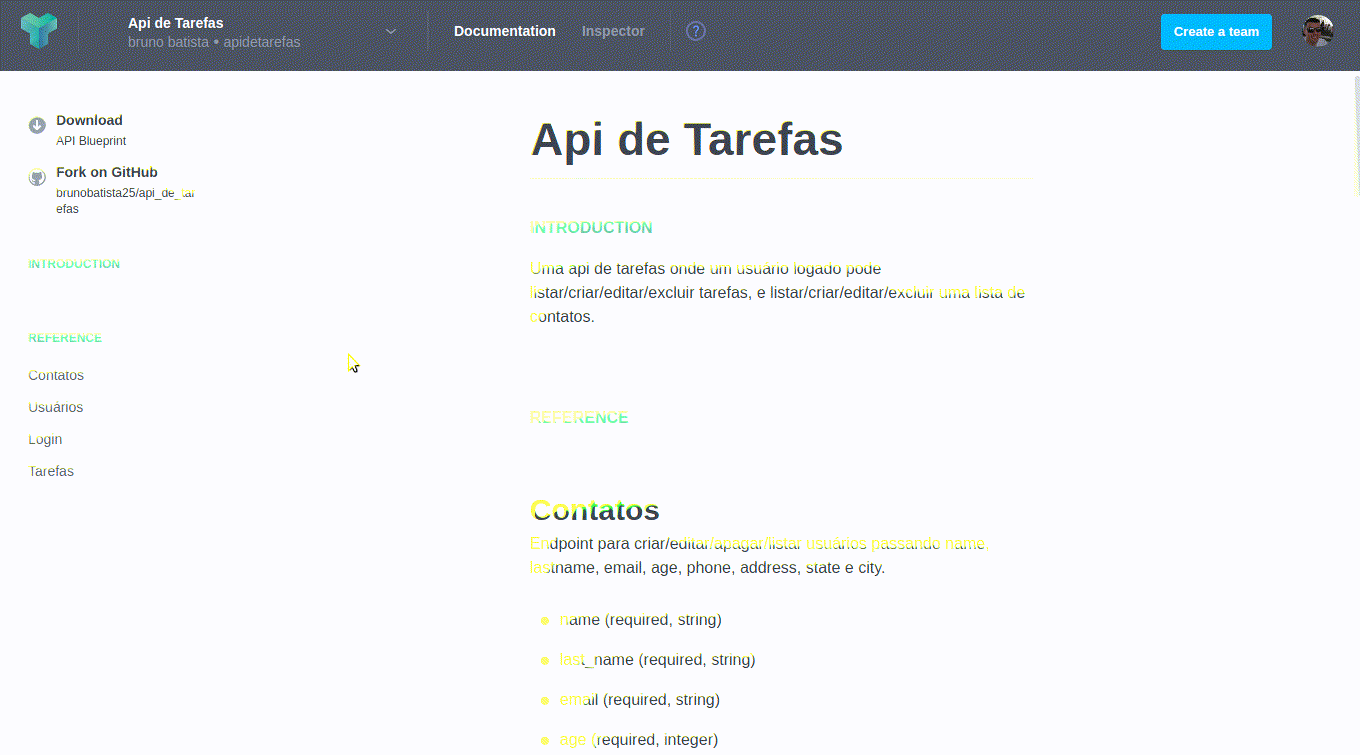 Api de Tarefas
bruno batista • apidetarefas
Documentation
Inspector
?
Create a team
Download
API Blueprint
Fork on GitHub
brunobatista25/api_de_tar
efas
INTRODUCTION
REFERENCE
Contatos
Usuários
Login
Tarefas
Api de Tarefas
INTRODUCTION
Uma api de tarefas onde um usuário logado pode
listar/criar/editar/excluir tarefas, e listar/criar/editar/excluir uma lista de
contatos.
REFERENCE
Contatos
Endpoint para criar/editar/apagar/listar usuários passando name,
lastname, email, age, phone, address, state e city.
• name (required, string)
• last_name (required, string)
• email (required, string)
• age (required, integer)